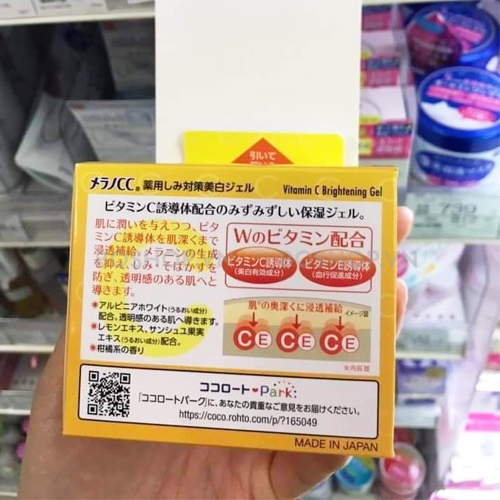 引いて
メラノCC® 薬用しみ対策美白ジェル Vitamin C Brightening Gel
ビタミンC誘導体配合のみずみずしい保湿ジェル。
肌に潤いを与えつつ、ビタ
ミンC誘導体を肌深くまで
浸透補給。メラニンの生成
を抑え、しみ・そばかすを
防ぎ、透明感のある肌へと
導きます。
●アルピニアホワイト(うるおい成分)
配合。透明感のある肌へ導きます。
●レモンエキス、サンシュユ果実
エキス(うるおい成分)配合。
●柑橘系の香り
Wのビタミン配合
ビタミンC誘導体
(美白有効成分)
ビタミンE誘導体
(血行促進成分)
肌※の奥深くに浸透補給
イメージ図
C E C E C E
※角質層
ココロートPark
「ココロートパーク」に、あなたの貴重なご意見をお届けください。
https://coco.rohto.com/p/?165049
MADE IN JAPAN